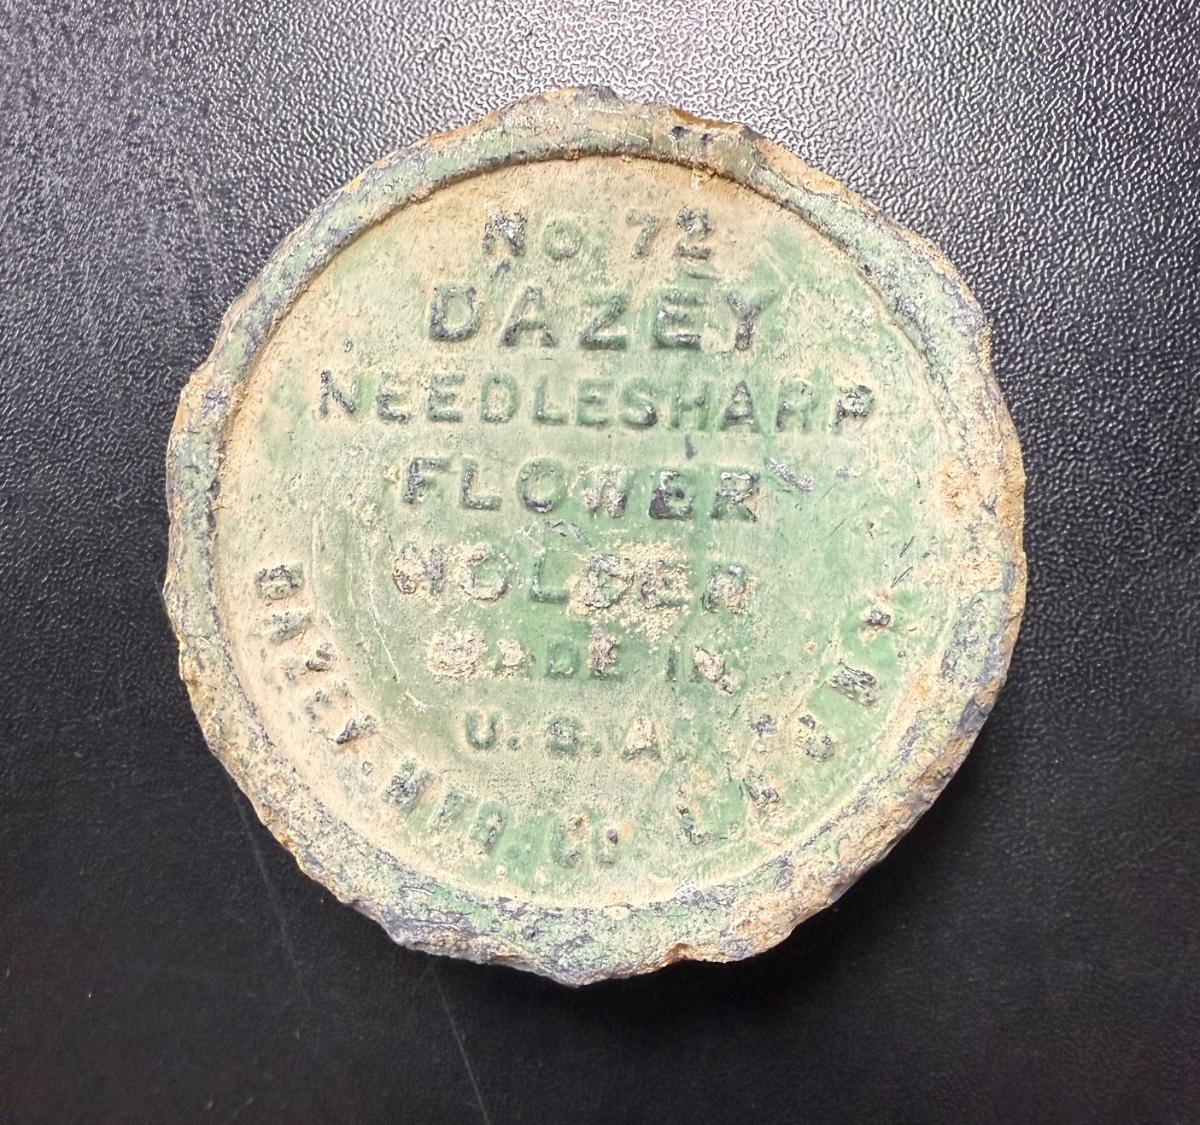 No 72
DAZEY
NEEDLESHARP
FLOWER
HOLDER
MADE IN
U.S.A.
DAZEY. MFG. CO. L.A.